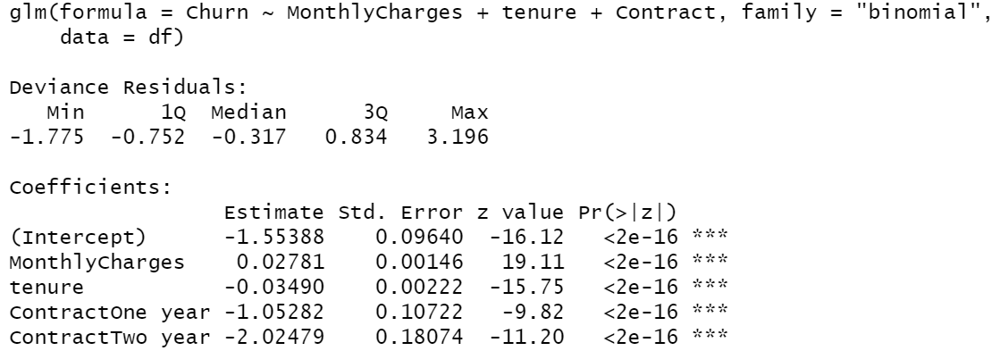 glm(formula = Churn ~ MonthlyCharges + tenure + Contract, family = "binomial",
    data = df)

Deviance Residuals:
   Min      1Q  Median      3Q     Max
-1.775  -0.752  -0.317   0.834   3.196

Coefficients:
                 Estimate Std. Error z value Pr(>|z|)
(Intercept)      -1.55388    0.09640  -16.12   <2e-16 ***
MonthlyCharges    0.02781    0.00146   19.11   <2e-16 ***
tenure           -0.03490    0.00222  -15.75   <2e-16 ***
ContractOne year -1.05282    0.10722   -9.82   <2e-16 ***
ContractTwo year -2.02479    0.18074  -11.20   <2e-16 ***